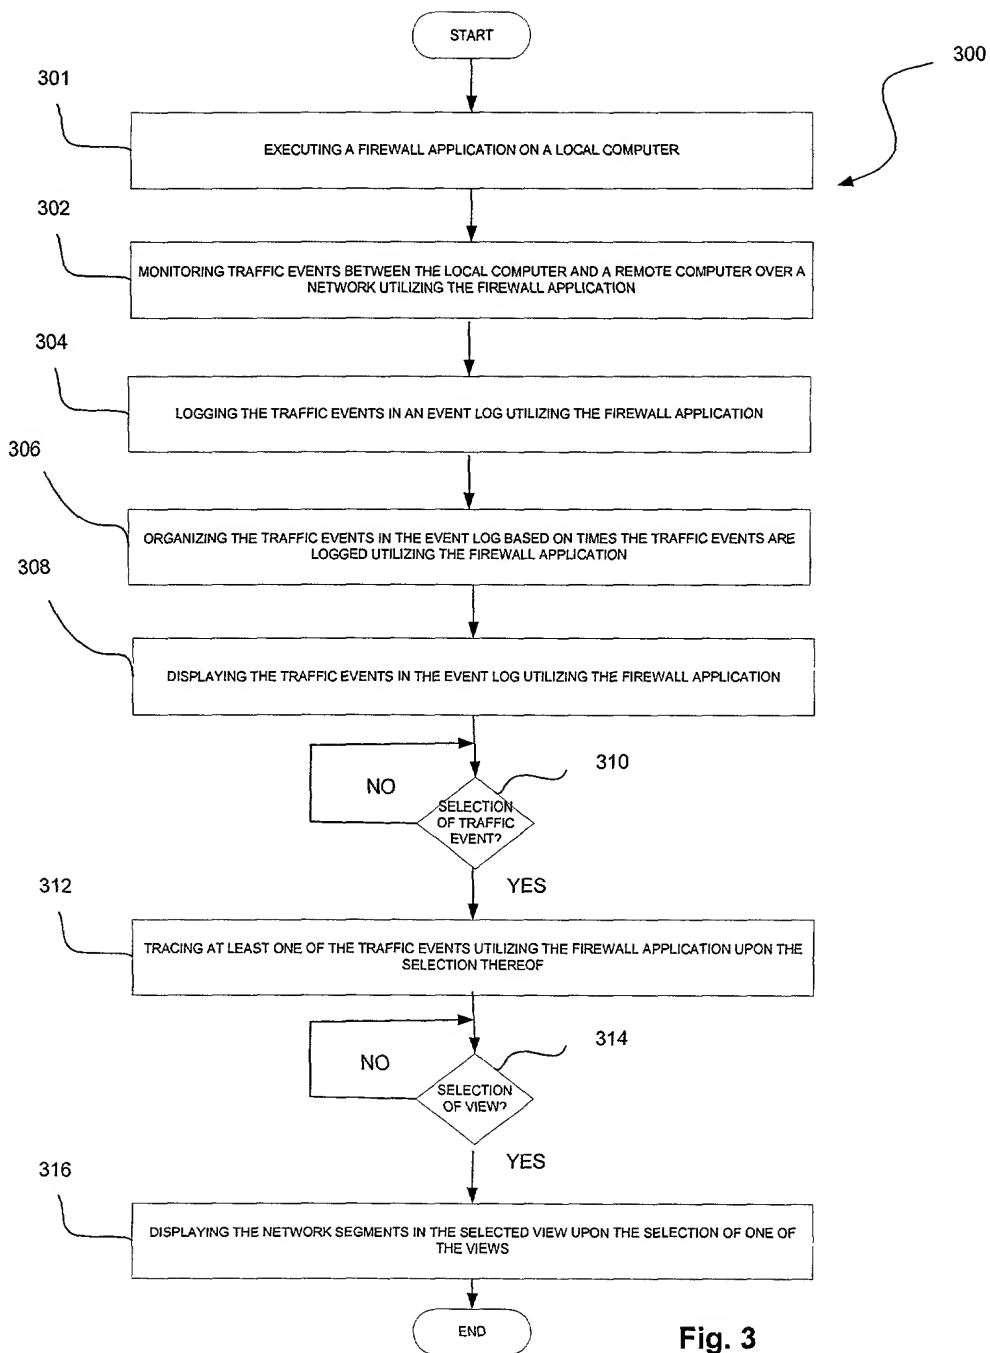 START
300
301
EXECUTING A FIREWALL APPLICATION ON A LOCAL COMPUTER
302
MONITORING TRAFFIC EVENTS BETWEEN THE LOCAL COMPUTER AND A REMOTE COMPUTER OVER A
NETWORK UTILIZING THE FIREWALL APPLICATION
304
LOGGING THE TRAFFIC EVENTS IN AN EVENT LOG UTILIZING THE FIREWALL APPLICATION
306
ORGANIZING THE TRAFFIC EVENTS IN THE EVENT LOG BASED ON TIMES THE TRAFFIC EVENTS ARE
LOGGED UTILIZING THE FIREWALL APPLICATION
308
DISPLAYING THE TRAFFIC EVENTS IN THE EVENT LOG UTILIZING THE FIREWALL APPLICATION
310
NO
SELECTION
OF TRAFFIC
EVENT?
YES
312
TRACING AT LEAST ONE OF THE TRAFFIC EVENTS UTILIZING THE FIREWALL APPLICATION UPON THE
SELECTION THEREOF
314
NO
SELECTION
OF VIEW?
YES
316
DISPLAYING THE NETWORK SEGMENTS IN THE SELECTED VIEW UPON THE SELECTION OF ONE OF
THE VIEWS
END
Fig. 3